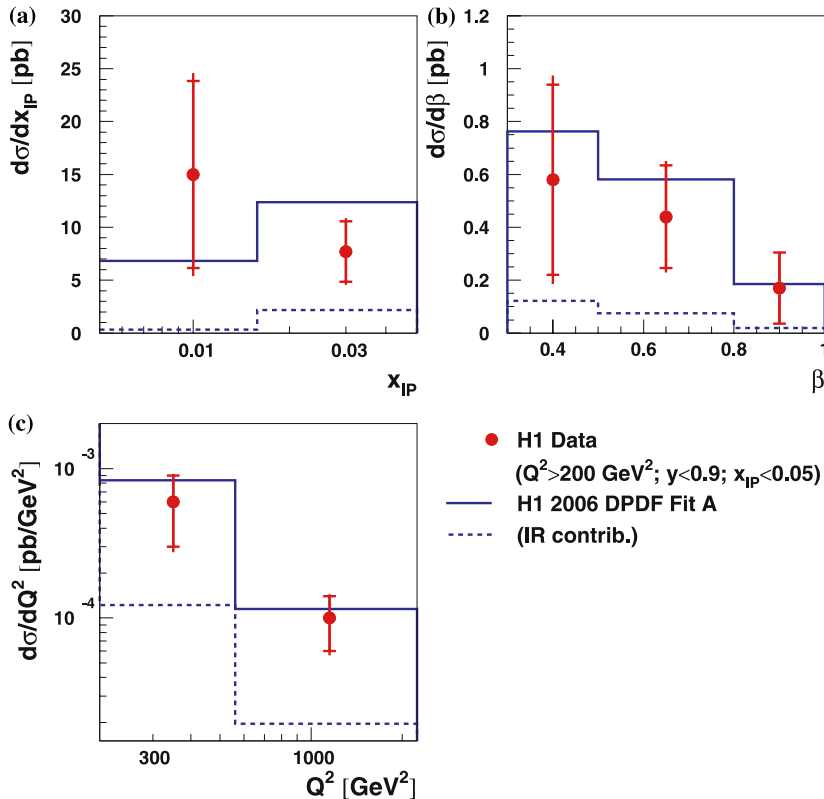 (a)
dσ/dx_IP [pb]
30
25
20
15
10
5
0
0.01
0.03
x_IP
(b)
dσ/dβ [pb]
1.2
1
0.8
0.6
0.4
0.2
0
0.4
0.6
0.8
1
β
(c)
dσ/dQ² [pb/GeV²]
10⁻³
10⁻⁴
300
1000
Q² [GeV²]
H1 Data
(Q²>200 GeV²; y<0.9; x_IP<0.05)
H1 2006 DPDF Fit A
(IR contrib.)